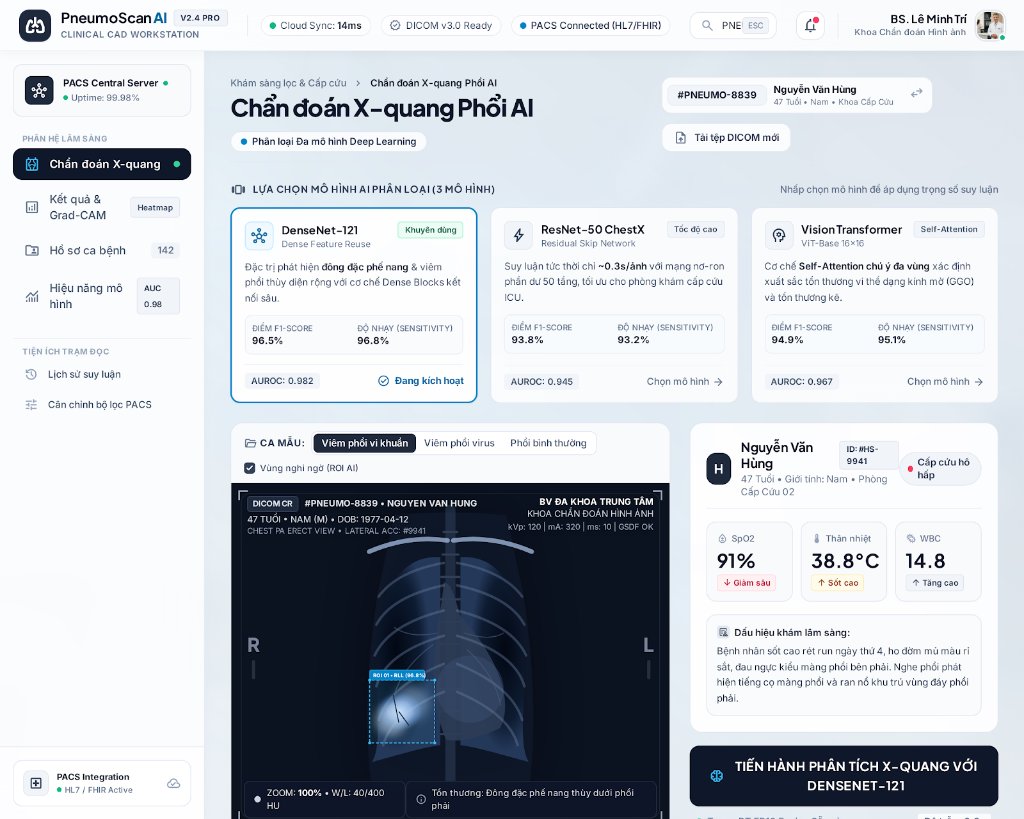 PneumoScan AI V2.4 PRO
CLINICAL CAD WORKSTATION
Cloud Sync: 14ms
DICOM v3.0 Ready
PACS Connected (HL7/FHIR)
PNE ESC
BS. Lê Minh Trí
Khoa Chẩn đoán Hình ảnh
PACS Central Server
Uptime: 99.98%
PHÂN HỆ LÂM SÀNG
Chẩn đoán X-quang
Kết quả &
Grad-CAM
Heatmap
Hồ sơ ca bệnh 142
Hiệu năng mô
hình
AUC
0.98
TIỆN ÍCH TRẠM ĐỌC
Lịch sử suy luận
Cân chỉnh bộ lọc PACS
PACS Integration
HL7 / FHIR Active
Khám sàng lọc & Cấp cứu > Chẩn đoán X-quang Phổi AI
Chẩn đoán X-quang Phổi AI
Phân loại Đa mô hình Deep Learning
#PNEUMO-8839
Nguyễn Văn Hùng
47 Tuổi • Nam • Khoa Cấp Cứu
Tải tệp DICOM mới
LỰA CHỌN MÔ HÌNH AI PHÂN LOẠI (3 MÔ HÌNH)
Nhấp chọn mô hình để áp dụng trọng số suy luận
DenseNet-121
Dense Feature Reuse
Khuyên dùng
Đặc trị phát hiện đông đặc phế nang & viêm
phổi thùy diện rộng với cơ chế Dense Blocks kết
nối sâu.
ĐIỂM F1-SCORE
96.5%
ĐỘ NHẠY (SENSITIVITY)
96.8%
AUROC: 0.982
Đang kích hoạt
ResNet-50 ChestX
Residual Skip Network
Tốc độ cao
Suy luận tức thời chỉ ~0.3s/ảnh với mạng nơ-ron
phần dư 50 tầng, tối ưu cho phòng khám cấp cứu
ICU.
ĐIỂM F1-SCORE
93.8%
ĐỘ NHẠY (SENSITIVITY)
93.2%
AUROC: 0.945
Chọn mô hình →
Vision Transformer
ViT-Base 16×16
Self-Attention
Cơ chế Self-Attention chú ý đa vùng xác định
xuất sắc tổn thương vi thể dạng kính mờ (GGO)
và tổn thương kẽ.
ĐIỂM F1-SCORE
94.9%
ĐỘ NHẠY (SENSITIVITY)
95.1%
AUROC: 0.967
Chọn mô hình →
CA MẪU: Viêm phổi vi khuẩn Viêm phổi virus Phổi bình thường
Vùng nghi ngờ (ROI AI)
DICOM CR #PNEUMO-8839 • NGUYEN VAN HUNG
47 TUỔI • NAM (M) • DOB: 1977-04-12
CHEST PA ERECT VIEW • LATERAL ACC: #9941
BV ĐA KHOA TRUNG TÂM
KHOA CHẨN ĐOÁN HÌNH ẢNH
kVp: 120 | mA: 320 | ms: 10 | GSDF OK
R
L
ROI 01 • RLL (96.8%)
ZOOM: 100% • W/L: 40/400
HU
Tổn thương: Đông đặc phế nang thùy dưới phổi
phải
H
Nguyễn Văn
Hùng
ID: #HS-
9941
47 Tuổi • Giới tính: Nam • Phòng
Cấp Cứu 02
Cấp cứu hô
hấp
SpO2
91%
↓ Giảm sâu
Thân nhiệt
38.8°C
↑ Sốt cao
WBC
14.8
↑ Tăng cao
Dấu hiệu khám lâm sàng:
Bệnh nhân sốt cao rét run ngày thứ 4, ho đờm mủ màu rỉ
sắt, đau ngực kiểu màng phổi bên phải. Nghe phổi phát
hiện tiếng cọ màng phổi và ran nổ khu trú vùng đáy phổi
phải.
TIẾN HÀNH PHÂN TÍCH X-QUANG VỚI
DENSENET-121